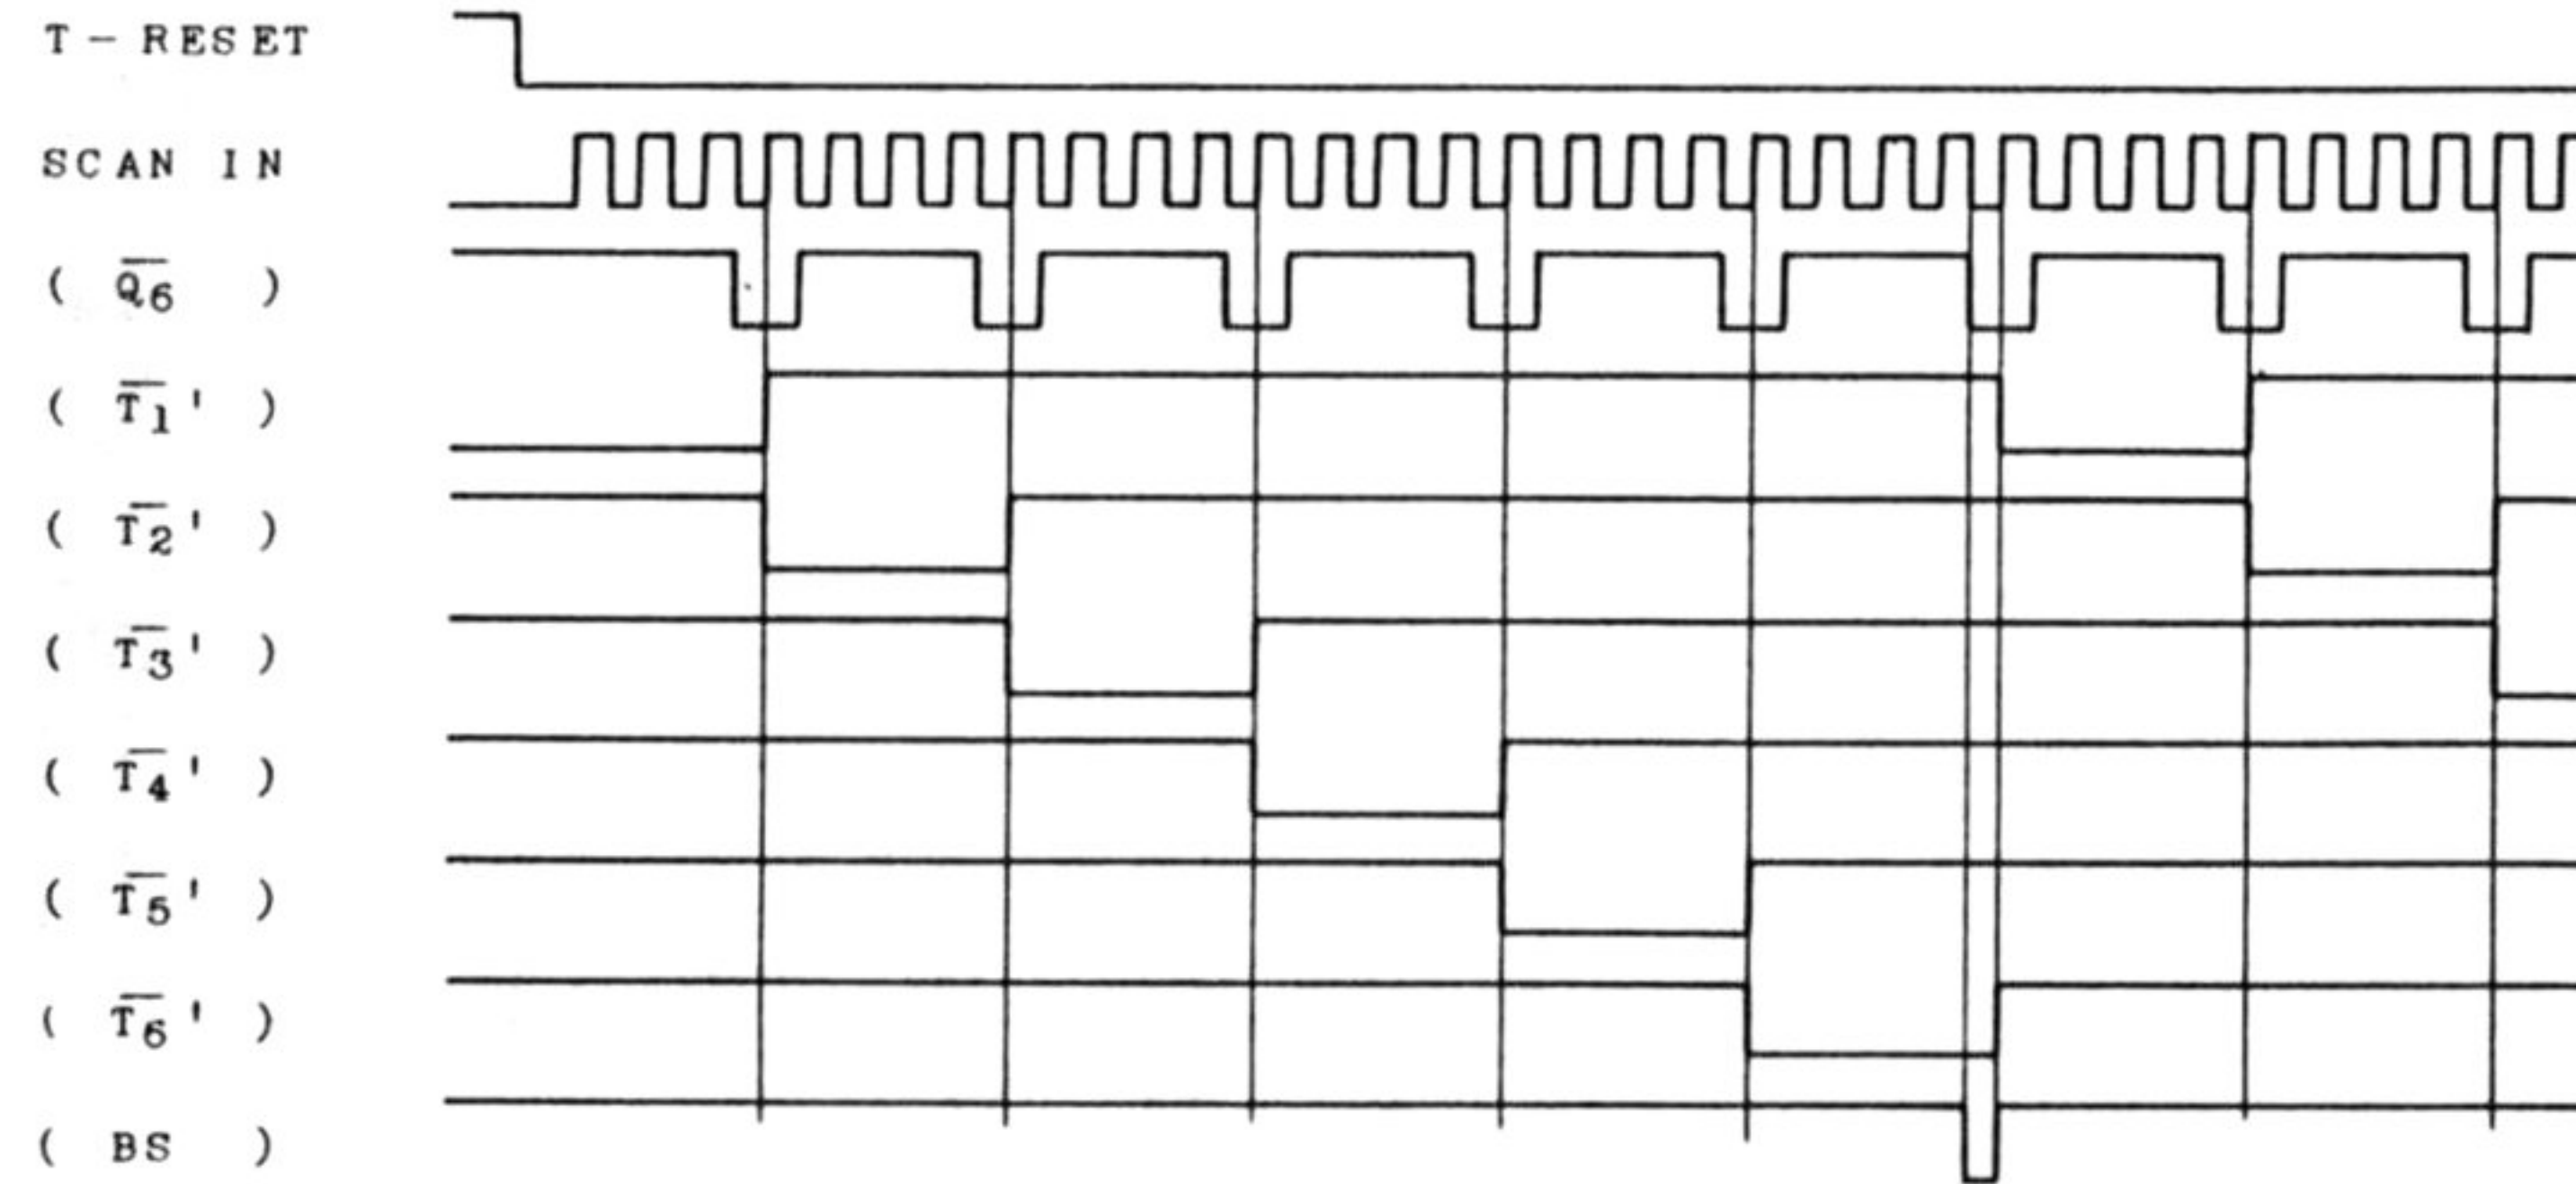 T - RESET
SCAN IN
( Q̅6 )
( T̅1' )
( T̅2' )
( T̅3' )
( T̅4' )
( T̅5' )
( T̅6' )
( BS )